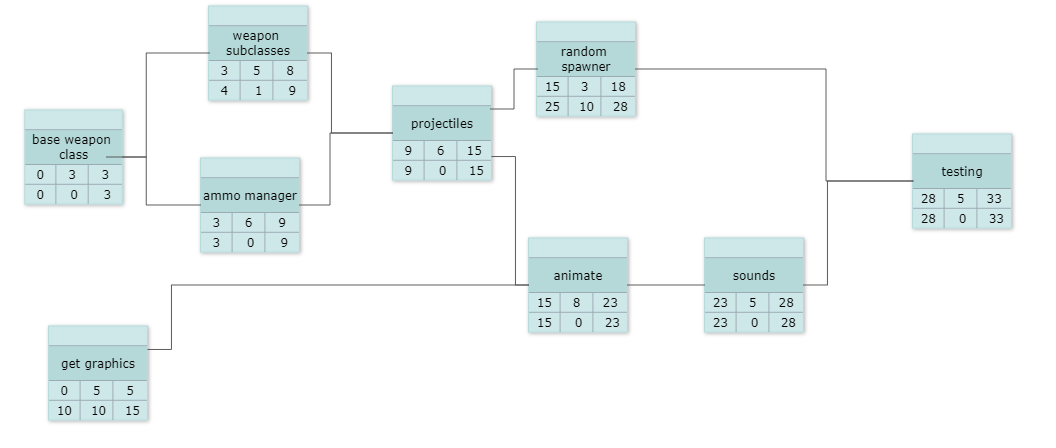 weapon
subclasses
3 5 8
4 1 9
random
spawner
15 3 18
25 10 28
base weapon
class
0 3 3
0 0 3
projectiles
9 6 15
9 0 15
ammo manager
3 6 9
3 0 9
testing
28 5 33
28 0 33
animate
15 8 23
15 0 23
sounds
23 5 28
23 0 28
get graphics
0 5 5
10 10 15